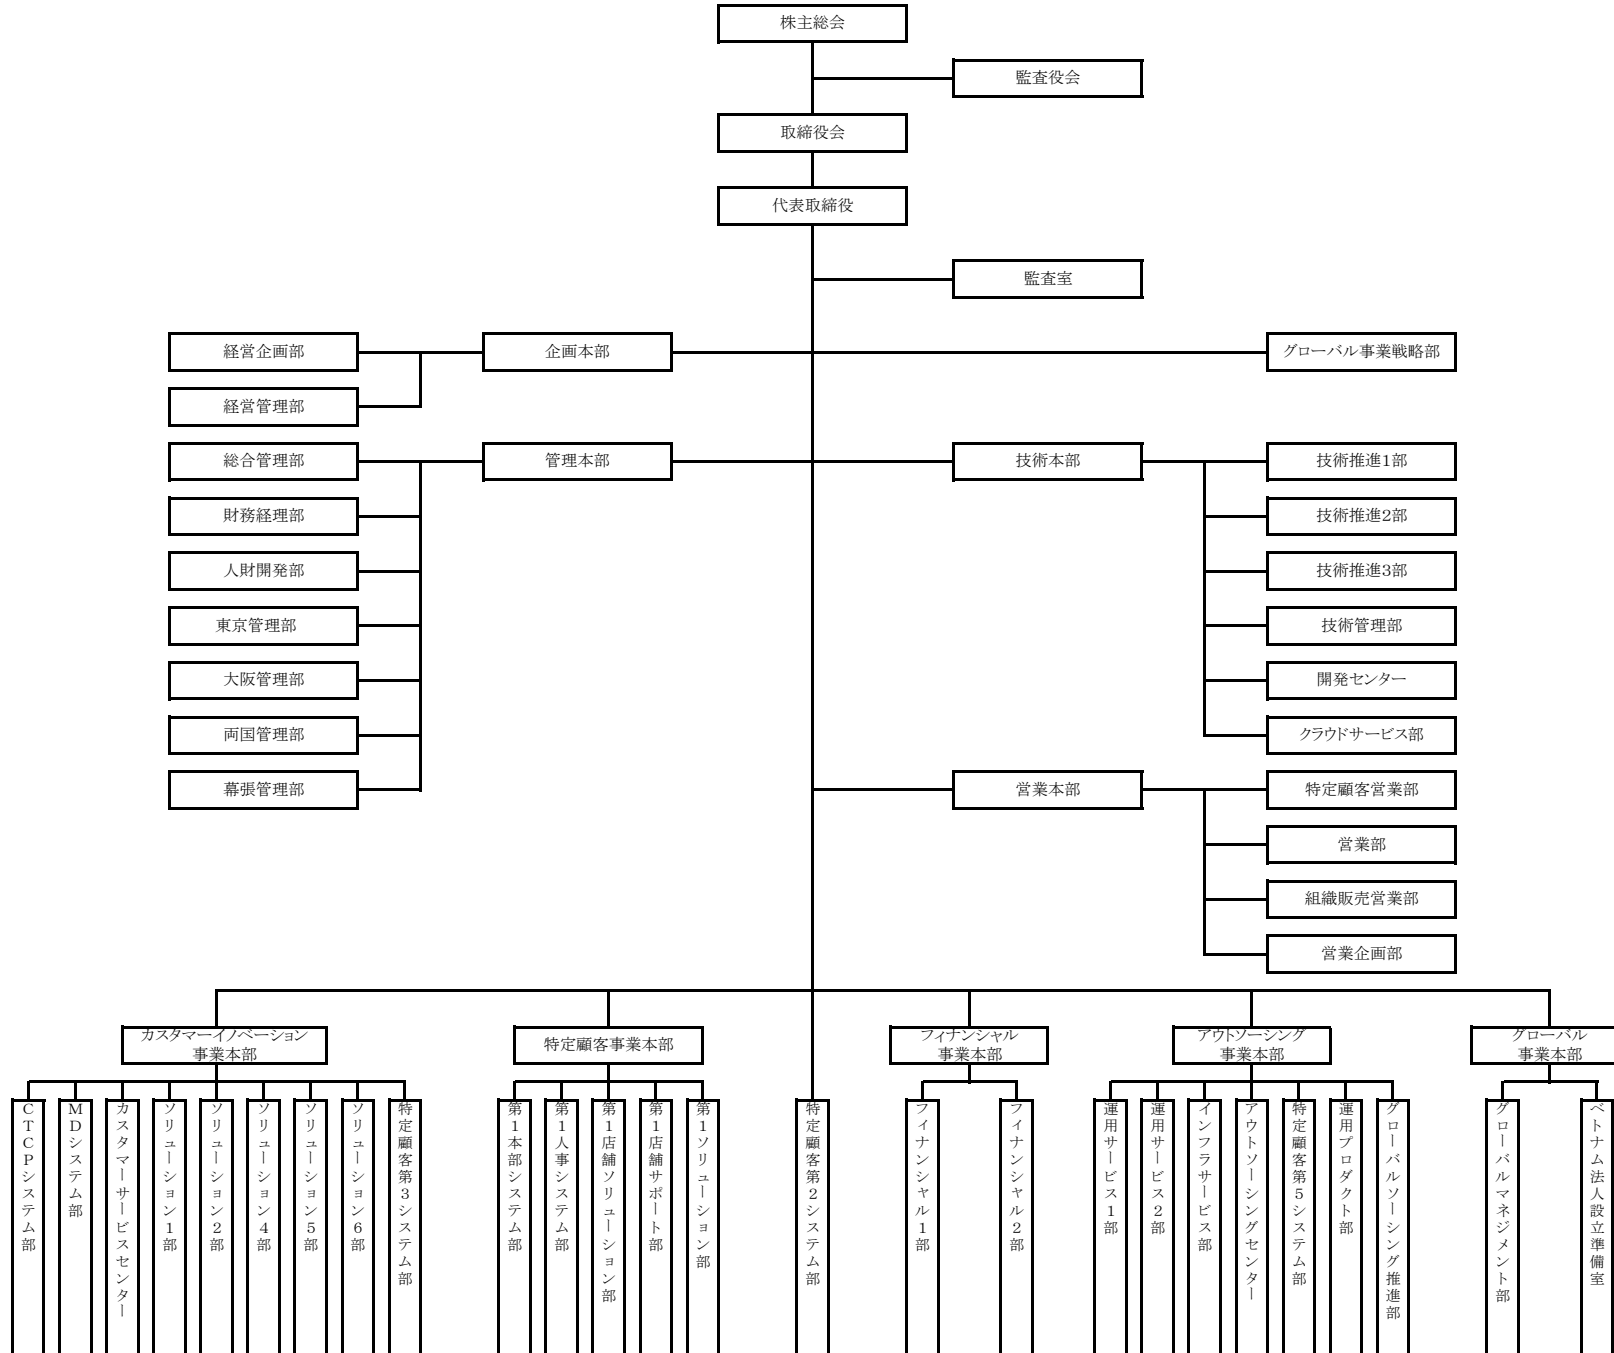 株主総会
監査役会
取締役会
代表取締役
監査室
経営企画部
企画本部
グローバル事業戦略部
経営管理部
総合管理部
管理本部
技術本部
技術推進1部
財務経理部
技術推進2部
人財開発部
技術推進3部
東京管理部
技術管理部
大阪管理部
開発センター
両国管理部
クラウドサービス部
幕張管理部
営業本部
特定顧客営業部
営業部
組織販売営業部
営業企画部
カスタマーイノベーション
事業本部
特定顧客事業本部
フィナンシャル
事業本部
アウトソーシング
事業本部
グローバル
事業本部
CTCPシステム部
MDシステム部
カスタマーサービスセンター
ソリューション1部
ソリューション2部
ソリューション4部
ソリューション5部
ソリューション6部
特定顧客第3システム部
第1本部システム部
第1人事システム部
第1店舗ソリューション部
第1店舗サポート部
第1ソリューション部
特定顧客第2システム部
フィナンシャル1部
フィナンシャル2部
運用サービス1部
運用サービス2部
インフラサービス部
アウトソーシングセンター
特定顧客第5システム部
運用プロダクト部
グローバルソーシング推進部
グローバルマネジメント部
ベトナム法人設立準備室